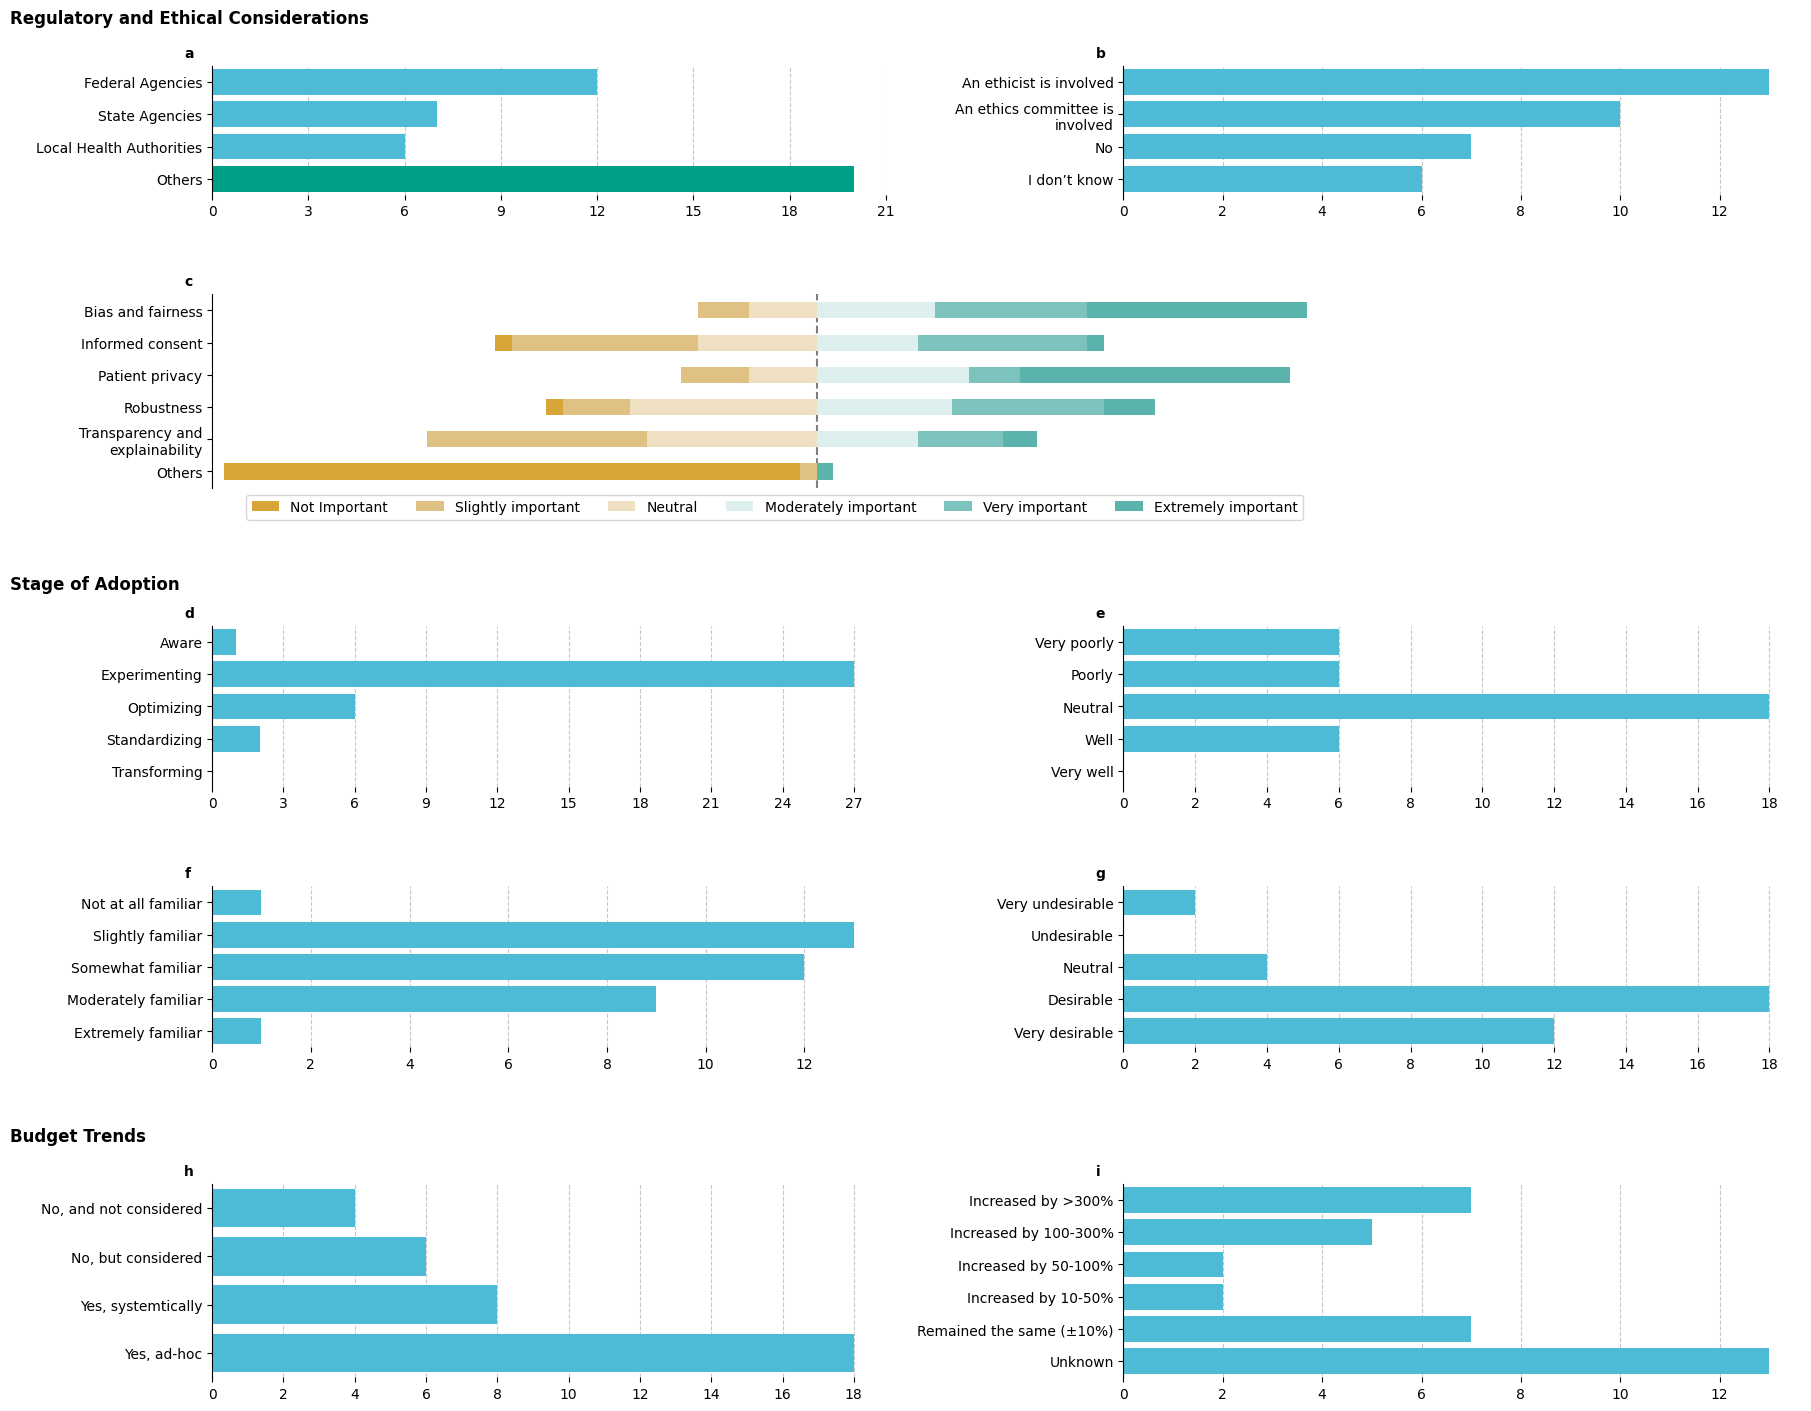 Regulatory and Ethical Considerations
a
Federal Agencies
State Agencies
Local Health Authorities
Others
0 3 6 9 12 15 18 21
b
An ethicist is involved
An ethics committee is
involved
No
I don’t know
0 2 4 6 8 10 12
c
Bias and fairness
Informed consent
Patient privacy
Robustness
Transparency and
explainability
Others
Not Important Slightly important Neutral Moderately important Very important Extremely important
Stage of Adoption
d
Aware
Experimenting
Optimizing
Standardizing
Transforming
0 3 6 9 12 15 18 21 24 27
e
Very poorly
Poorly
Neutral
Well
Very well
0 2 4 6 8 10 12 14 16 18
f
Not at all familiar
Slightly familiar
Somewhat familiar
Moderately familiar
Extremely familiar
0 2 4 6 8 10 12
g
Very undesirable
Undesirable
Neutral
Desirable
Very desirable
0 2 4 6 8 10 12 14 16 18
Budget Trends
h
No, and not considered
No, but considered
Yes, systemtically
Yes, ad-hoc
0 2 4 6 8 10 12 14 16 18
i
Increased by >300%
Increased by 100-300%
Increased by 50-100%
Increased by 10-50%
Remained the same (±10%)
Unknown
0 2 4 6 8 10 12